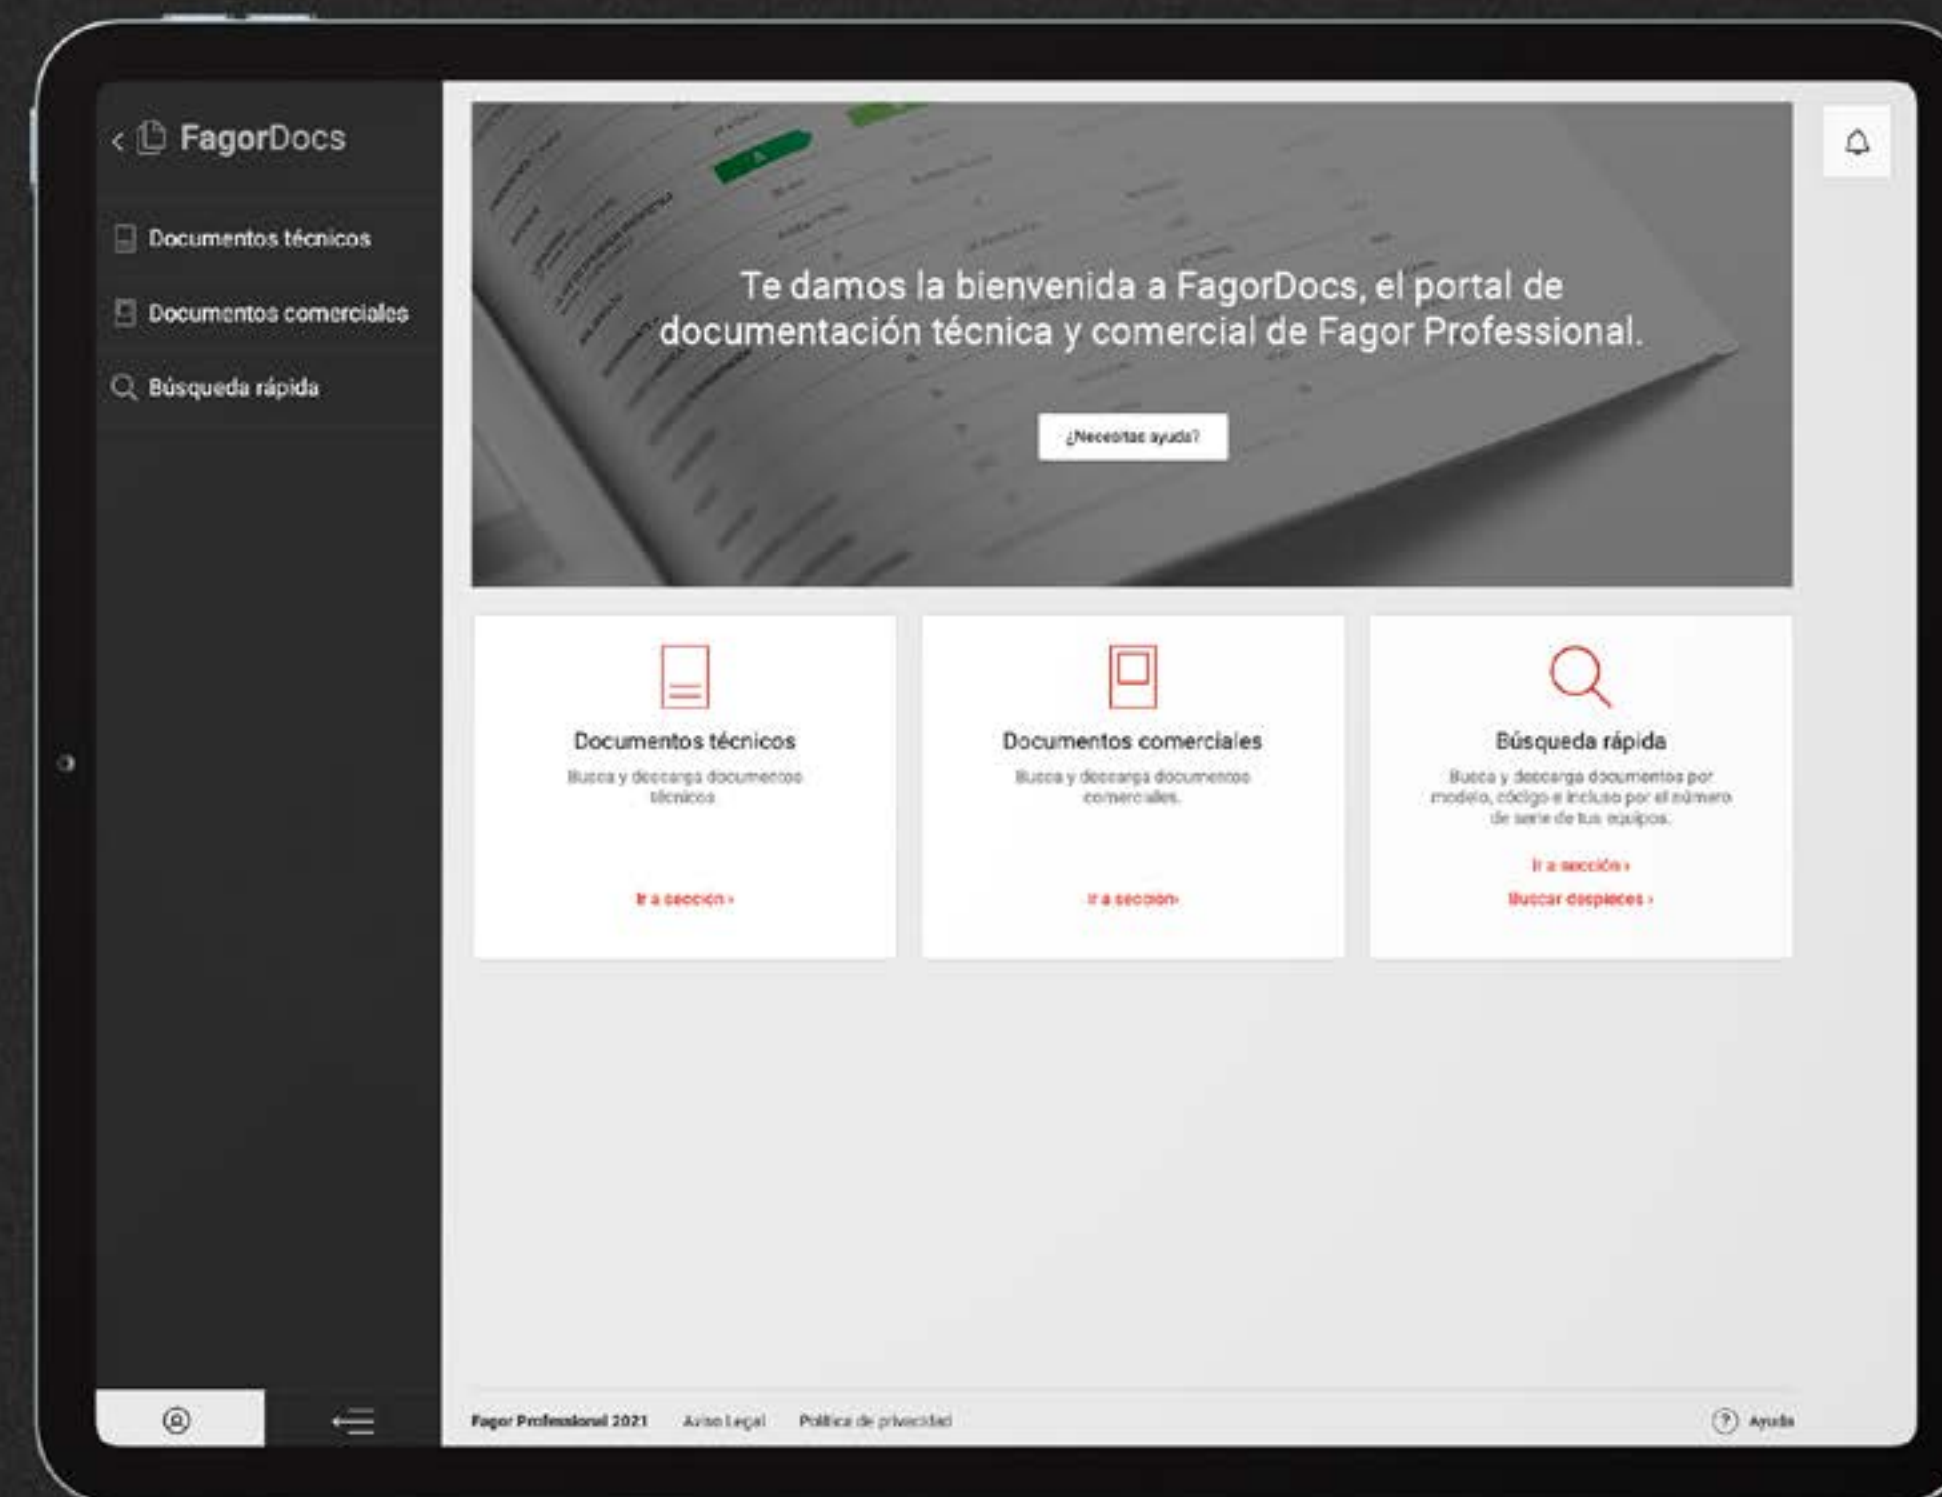 FagorDocs
Documentos técnicos
Documentos comerciales
Búsqueda rápida
Te damos la bienvenida a FagorDocs, el portal de
documentación técnica y comercial de Fagor Professional.
¿Necesitas ayuda?
Documentos técnicos
Busca y descarga documentos
técnicos
Ir a sección ›
Documentos comerciales
Busca y descarga documentos
comerciales.
Ir a sección›
Búsqueda rápida
Busca y descarga documentos por
modelo, código e incluso por el número
de serie de tus equipos.
Ir a sección ›
Buscar despieces ›
Fagor Professional 2021 Aviso Legal Política de privacidad
? Ayuda